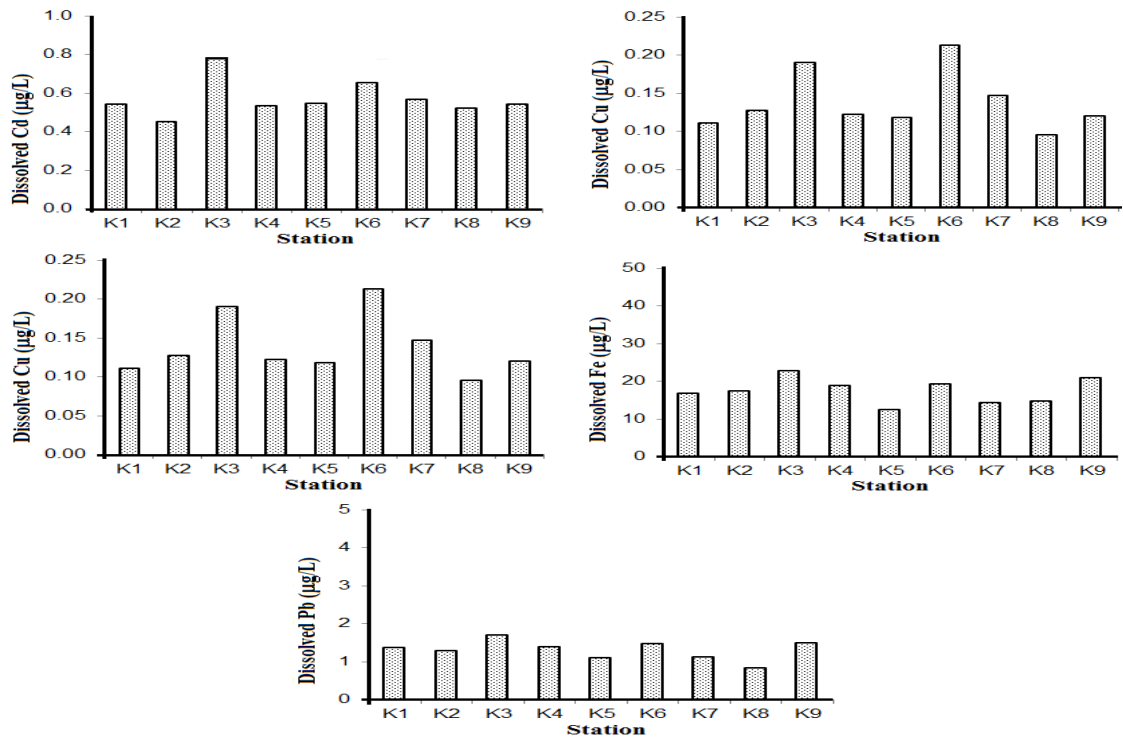 Dissolved Cd (µg/L)
1.0
0.8
0.6
0.4
0.2
0.0
K1 K2 K3 K4 K5 K6 K7 K8 K9
Station
Dissolved Cu (µg/L)
0.25
0.20
0.15
0.10
0.05
0.00
K1 K2 K3 K4 K5 K6 K7 K8 K9
Station
Dissolved Cu (µg/L)
0.25
0.20
0.15
0.10
0.05
0.00
K1 K2 K3 K4 K5 K6 K7 K8 K9
Station
Dissolved Fe (µg/L)
50
40
30
20
10
0
K1 K2 K3 K4 K5 K6 K7 K8 K9
Station
Dissolved Pb (µg/L)
5
4
3
2
1
0
K1 K2 K3 K4 K5 K6 K7 K8 K9
Station